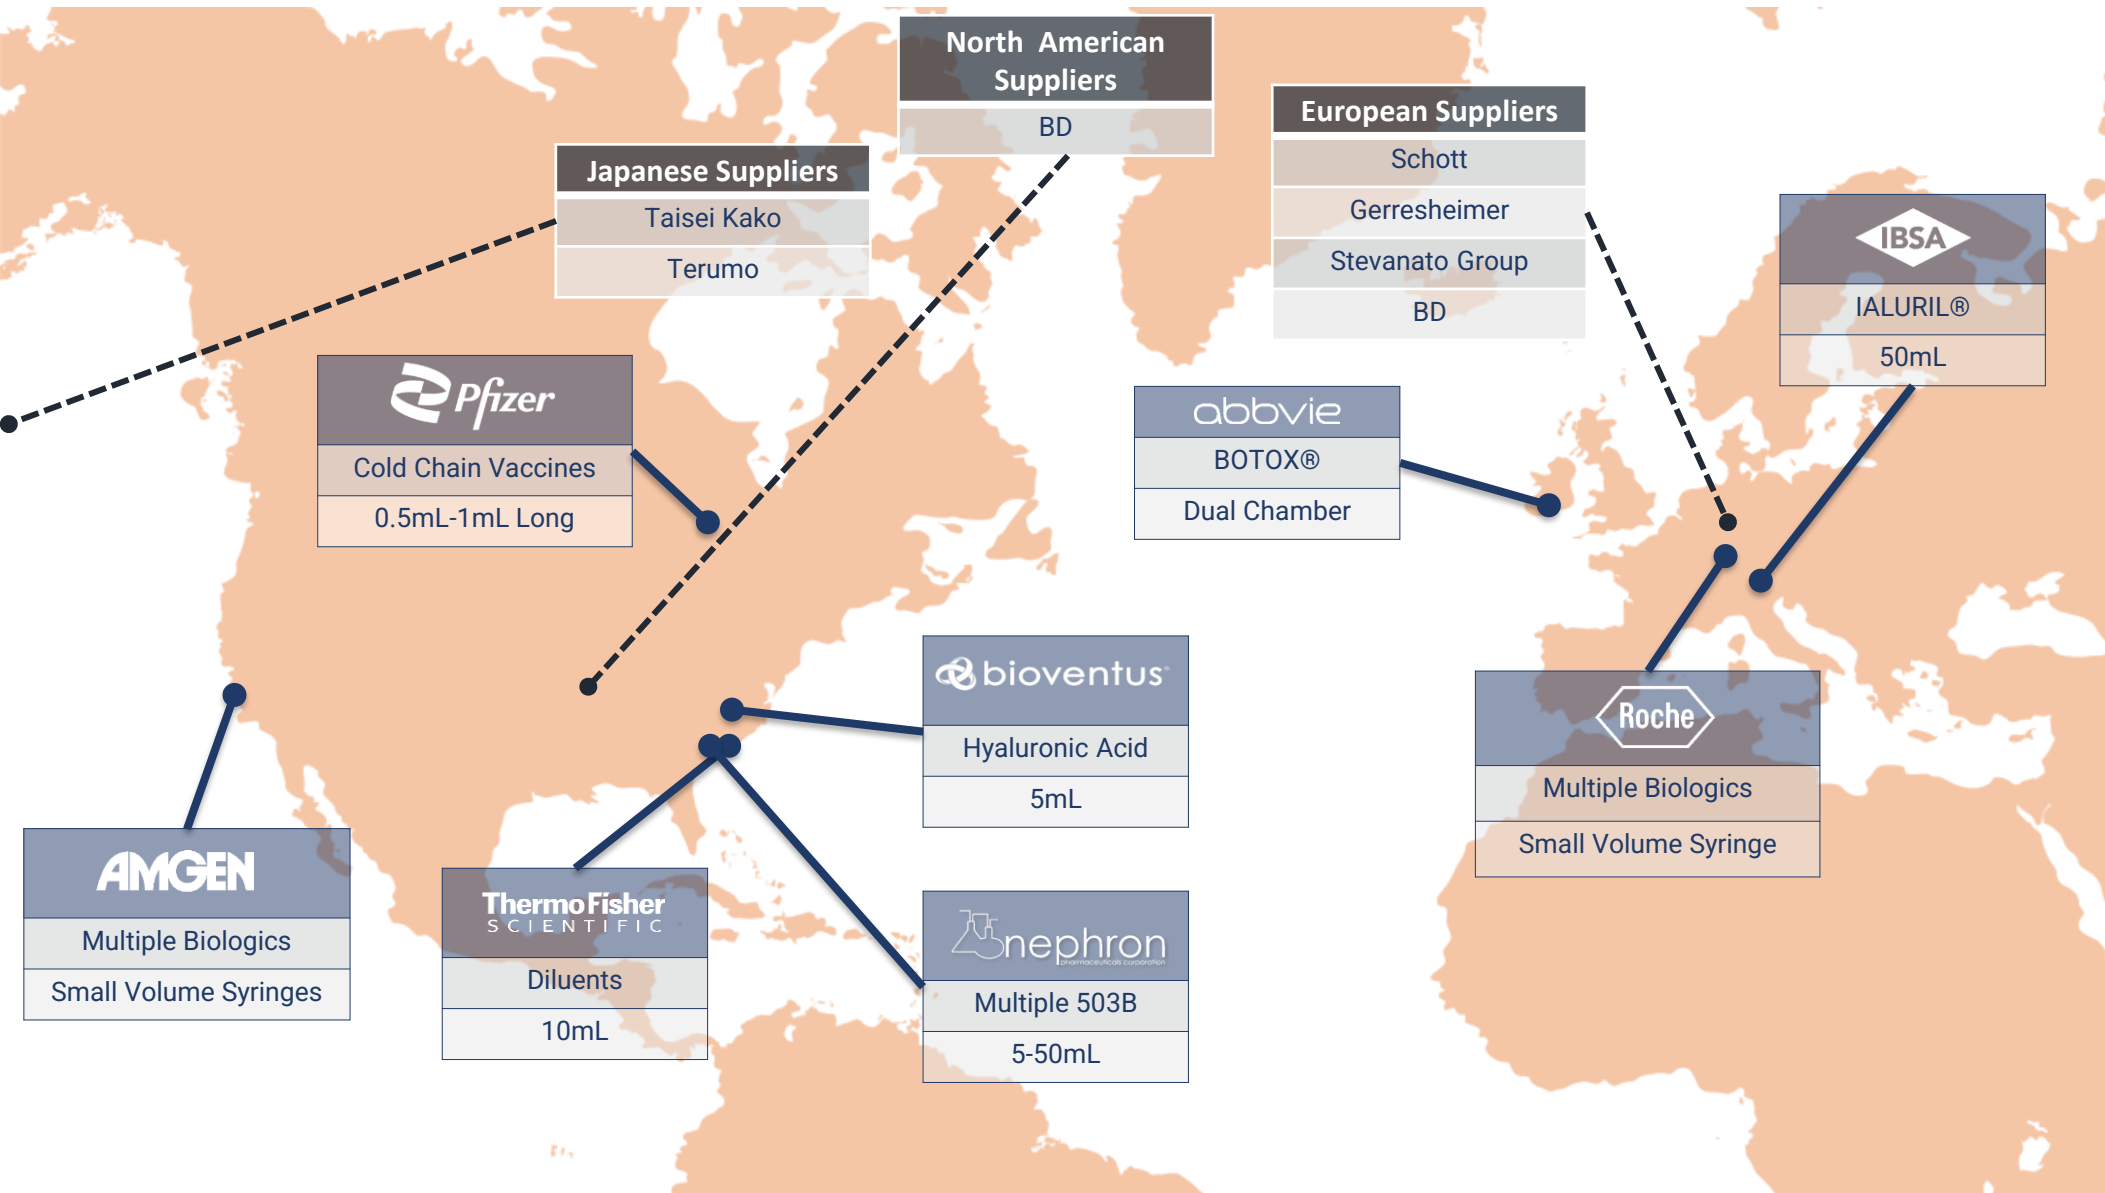 North American
Suppliers
BD
European Suppliers
Schott
Gerresheimer
Stevanato Group
BD
Japanese Suppliers
Taisei Kako
Terumo
IBSA
IALURIL®
50mL
Pfizer
Cold Chain Vaccines
0.5mL-1mL Long
abbvie
BOTOX®
Dual Chamber
bioventus®
Hyaluronic Acid
5mL
Roche
Multiple Biologics
Small Volume Syringe
AMGEN
Multiple Biologics
Small Volume Syringes
ThermoFisher
SCIENTIFIC
Diluents
10mL
nephron
pharmaceuticals corporation
Multiple 503B
5-50mL